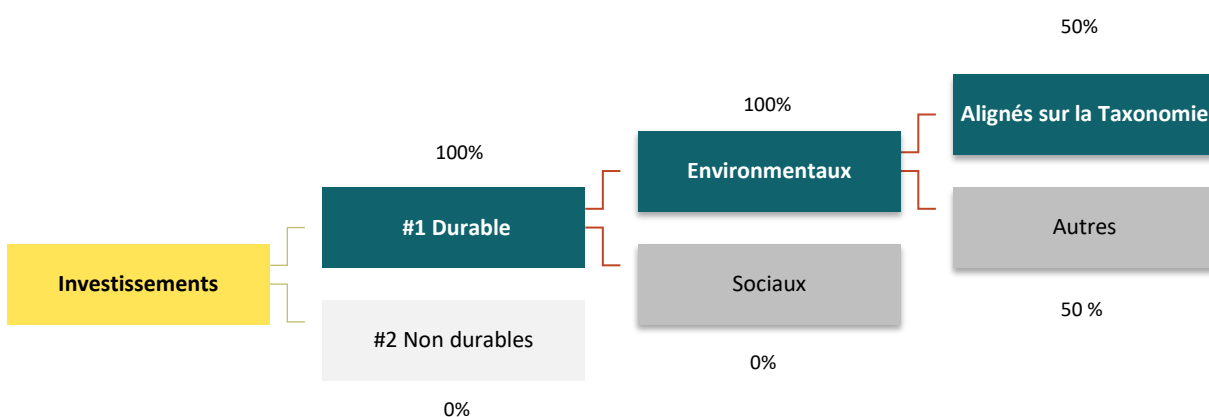 50%
Alignés sur la Taxonomie
100%
Environmentaux
100%
#1 Durable
Autres
Investissements
Sociaux
50 %
#2 Non durables
0%
0%